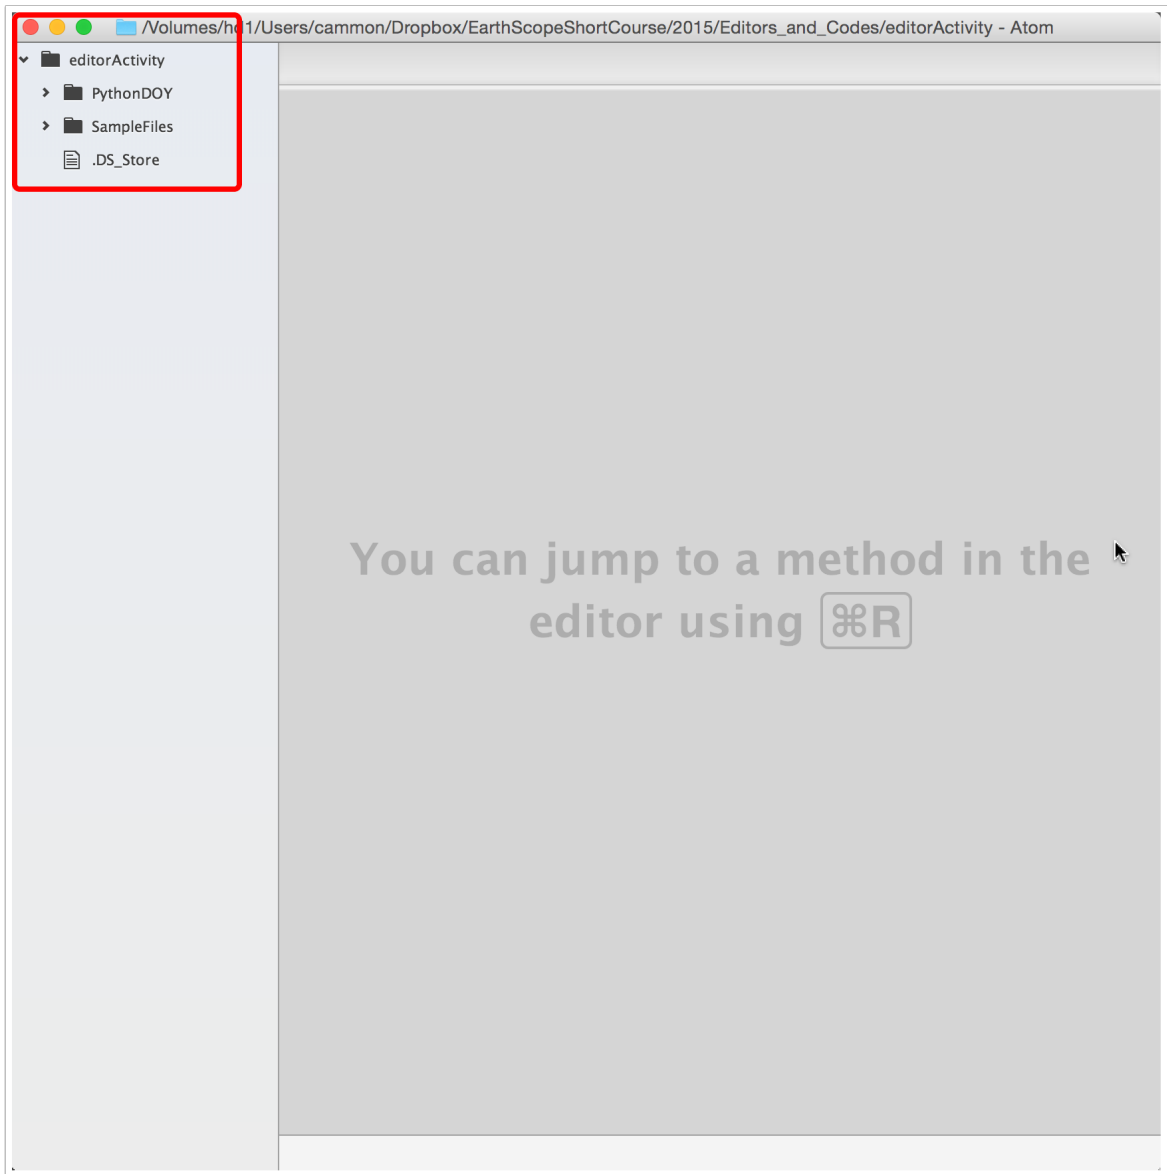 /Volumes/hd1/Users/cammon/Dropbox/EarthScopeShortCourse/2015/Editors_and_Codes/editorActivity - Atom
editorActivity
PythonDOY
SampleFiles
.DS_Store
You can jump to a method in the
editor using ⌘R